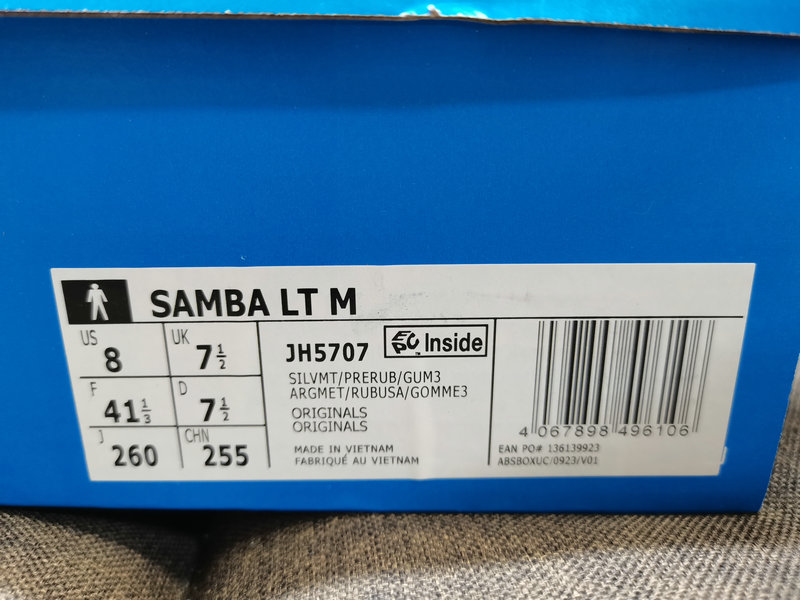 SAMBA LT M
US
8
UK
7 1/2
F
41 1/3
D
7 1/2
J
260
CHN
255
JH5707
EPC™ Inside
SILVMT/PRERUB/GUM3
ARGMET/RUBUSA/GOMME3
ORIGINALS
ORIGINALS
MADE IN VIETNAM
FABRIQUÉ AU VIETNAM
4 067898 496106
EAN PO# 136139923
ABSBOXUC/0923/V01